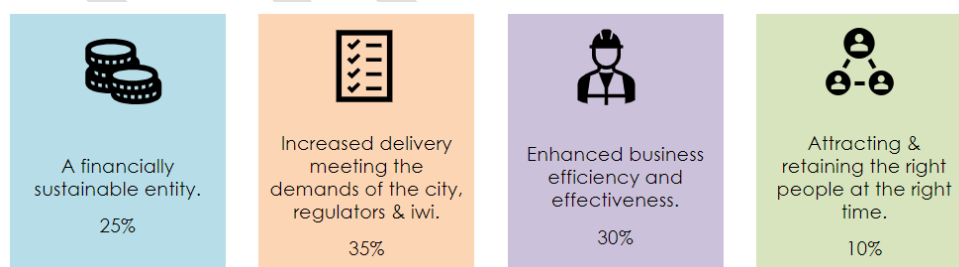 A financially
sustainable entity.
25%
Increased delivery
meeting the
demands of the city,
regulators & iwi.
35%
Enhanced business
efficiency and
effectiveness.
30%
Attracting &
retaining the right
people at the right
time.
10%